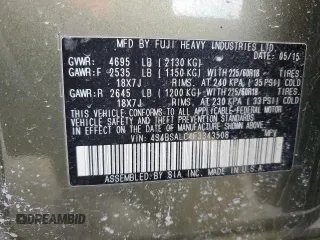 MFD. BY FUJI HEAVY INDUSTRIES LTD.
05/15
GVWR: 4695 LB (2130 KG)
GAWR:F 2535 LB (1150 KG) WITH 225/60R18 TIRES.
18X7J RIMS, AT 240 KPA (35 PSI) COLD
GAWR:R 2645 LB (1200 KG) WITH 225/60R18 TIRES.
18X7J RIMS, AT 230 KPA (33 PSI) COLD
THIS VEHICLE CONFORMS TO ALL
APPLICABLE FEDERAL MOTOR VEHICLE
SAFETY, BUMPER, AND THEFT PREVENTION
STANDARDS IN EFFECT ON THE DATE OF
MANUFACTURE SHOWN ABOVE.
VIN: 4S4BSALC4F3343508
MPV
ASSEMBLED BY SIA, INC. IN U.S.A.
© DREAMBID